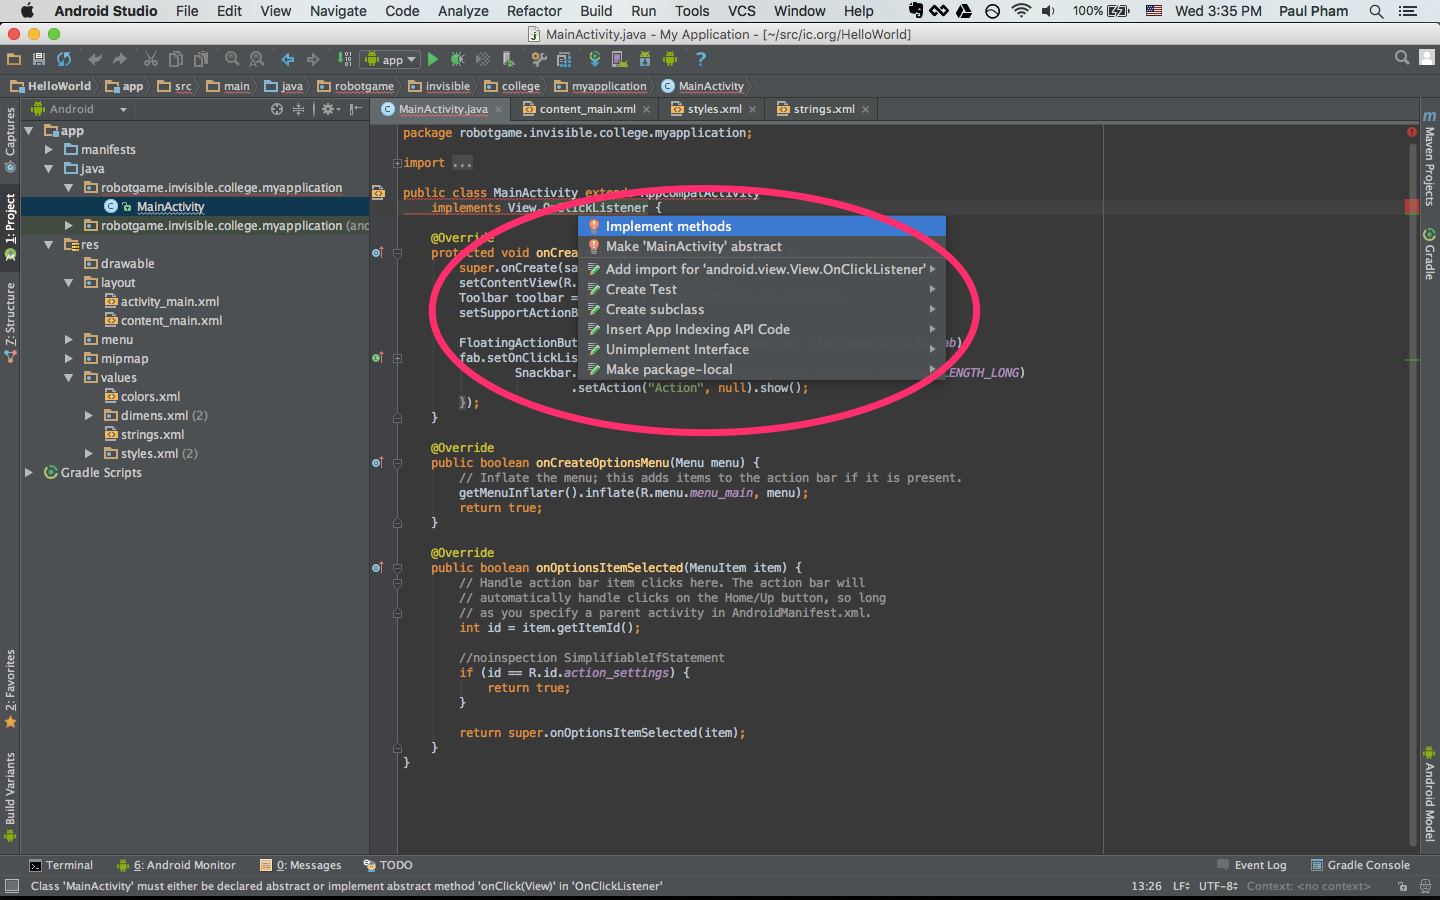 Android Studio File Edit View Navigate Code Analyze Refactor Build Run Tools VCS Window Help 100% Wed 3:35 PM Paul Pham
MainActivity.java - My Application - [~/src/ic.org/HelloWorld]
app
HelloWorld app src main java robotgame invisible college myapplication MainActivity
Android
MainActivity.java content_main.xml styles.xml strings.xml
Captures
1: Project
Z: Structure
2: Favorites
Build Variants
app
manifests
java
robotgame.invisible.college.myapplication
MainActivity
robotgame.invisible.college.myapplication (and
res
drawable
layout
activity_main.xml
content_main.xml
menu
mipmap
values
colors.xml
dimens.xml (2)
strings.xml
styles.xml (2)
Gradle Scripts
package robotgame.invisible.college.myapplication;
import ...
public class MainActivity extends AppCompatActivity
implements View.OnClickListener {
@Override
protected void onCrea
super.onCreate(sa
setContentView(R.
Toolbar toolbar =
setSupportActionB
FloatingActionBut ab)
fab.setOnClickLis
Snackbar. ENGTH_LONG)
.setAction("Action", null).show();
});
}
Implement methods
Make 'MainActivity' abstract
Add import for 'android.view.View.OnClickListener'
Create Test
Create subclass
Insert App Indexing API Code
Unimplement Interface
Make package-local
@Override
public boolean onCreateOptionsMenu(Menu menu) {
// Inflate the menu; this adds items to the action bar if it is present.
getMenuInflater().inflate(R.menu.menu_main, menu);
return true;
}
@Override
public boolean onOptionsItemSelected(MenuItem item) {
// Handle action bar item clicks here. The action bar will
// automatically handle clicks on the Home/Up button, so long
// as you specify a parent activity in AndroidManifest.xml.
int id = item.getItemId();
//noinspection SimplifiableIfStatement
if (id == R.id.action_settings) {
return true;
}
return super.onOptionsItemSelected(item);
}
}
Maven Projects
Gradle
Android Model
Terminal 6: Android Monitor 0: Messages TODO Event Log Gradle Console
Class 'MainActivity' must either be declared abstract or implement abstract method 'onClick(View)' in 'OnClickListener' 13:26 LF UTF-8 Context: <no context>